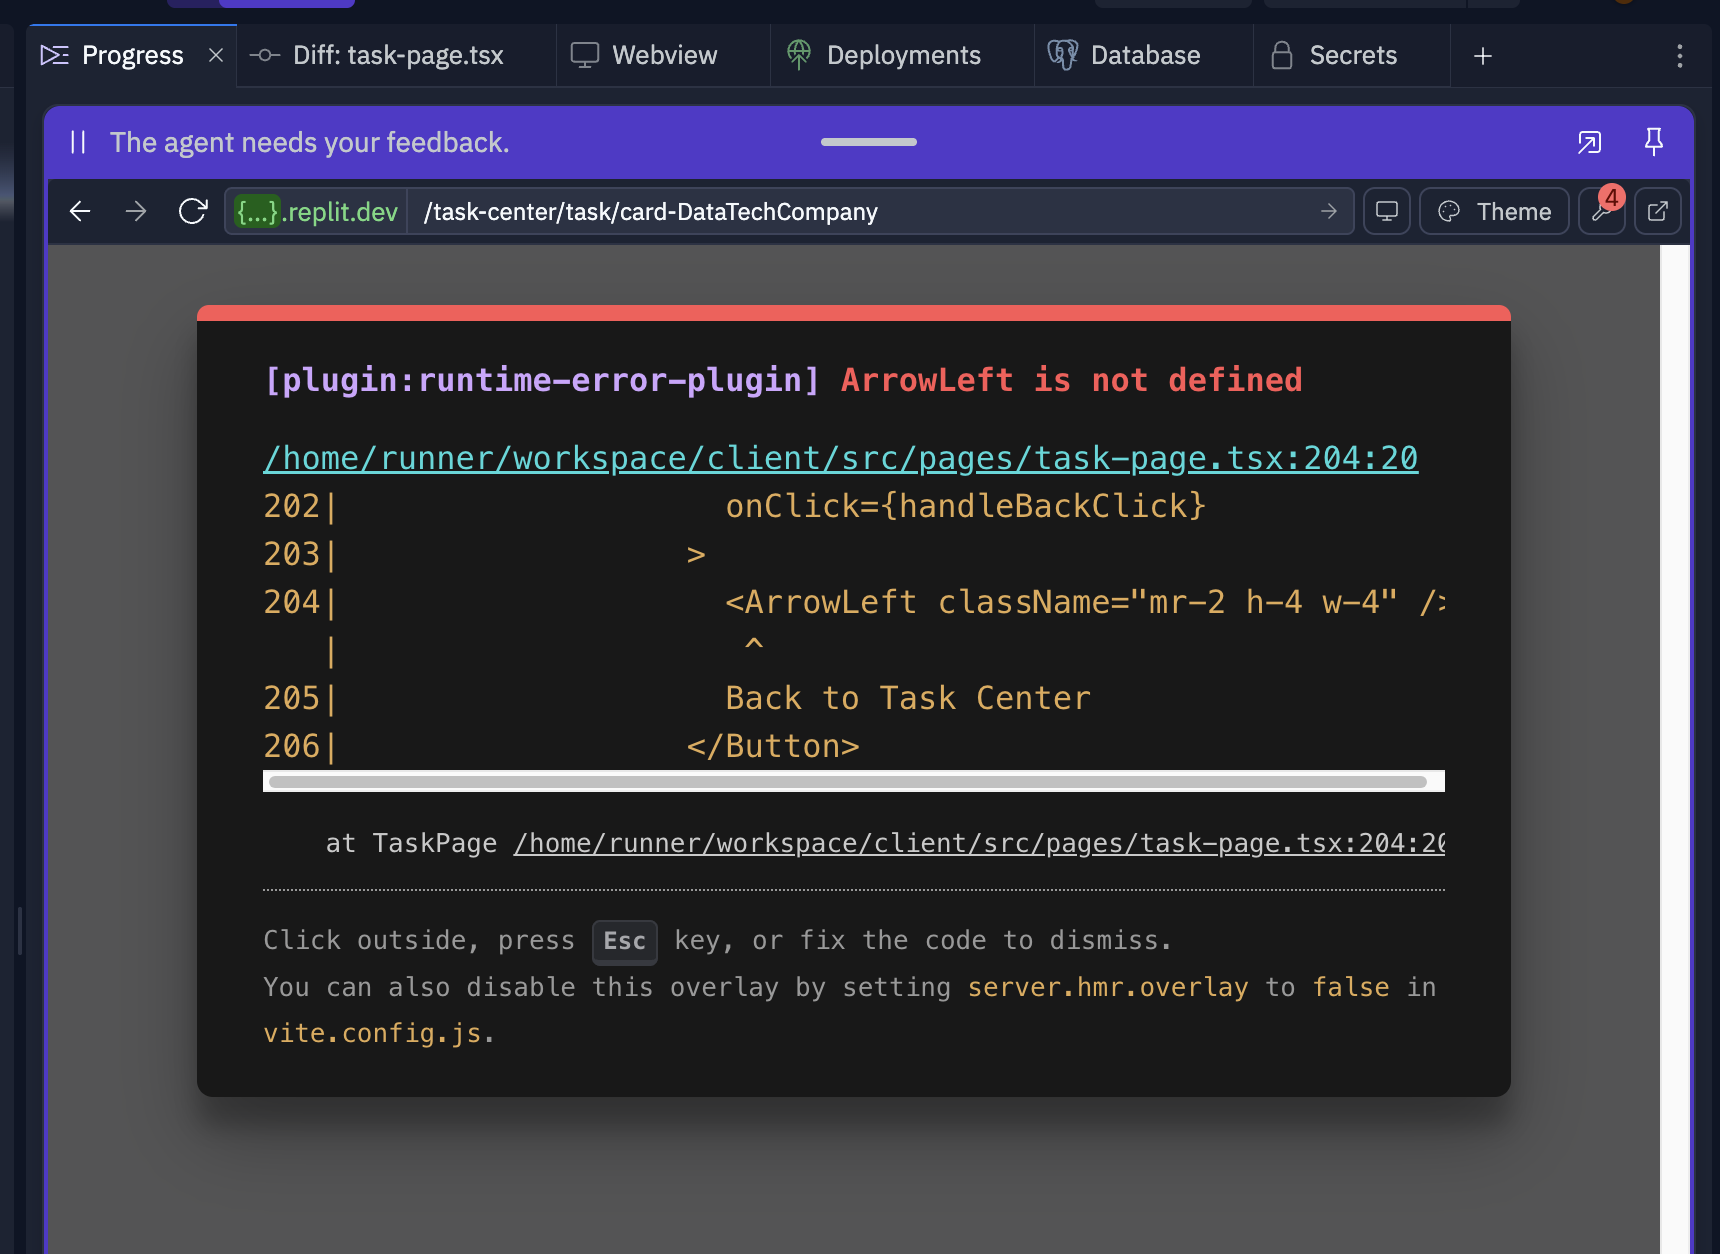 Progress
Diff: task-page.tsx
Webview
Deployments
Database
Secrets
The agent needs your feedback.
{...}.replit.dev
/task-center/task/card-DataTechCompany
Theme
4
[plugin:runtime-error-plugin] ArrowLeft is not defined
/home/runner/workspace/client/src/pages/task-page.tsx:204:20
202|                    onClick={handleBackClick}
203|                  >
204|                    <ArrowLeft className="mr-2 h-4 w-4" />
   |                     ^
205|                    Back to Task Center
206|                  </Button>
at TaskPage /home/runner/workspace/client/src/pages/task-page.tsx:204:20
Click outside, press Esc key, or fix the code to dismiss.
You can also disable this overlay by setting server.hmr.overlay to false in
vite.config.js.